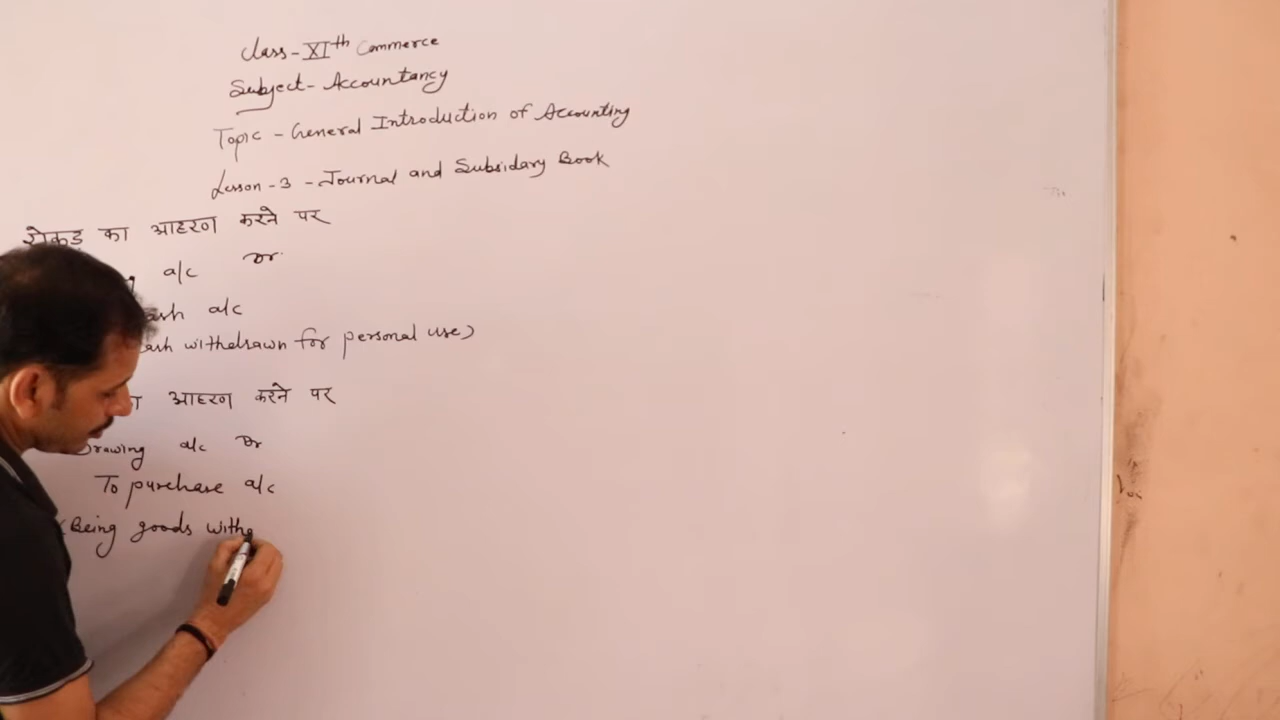 Class-XIth Commerce
Subject- Accountancy
Topic - General Introduction of Accounting
Lesson-3 - Journal and Subsidary Book
रोकड़ का आहरण करने पर
a/c Dr.
a/c
withdrawn for personal use)
आहरण करने पर
Drawing a/c Dr
To purchase a/c
(Being goods withd